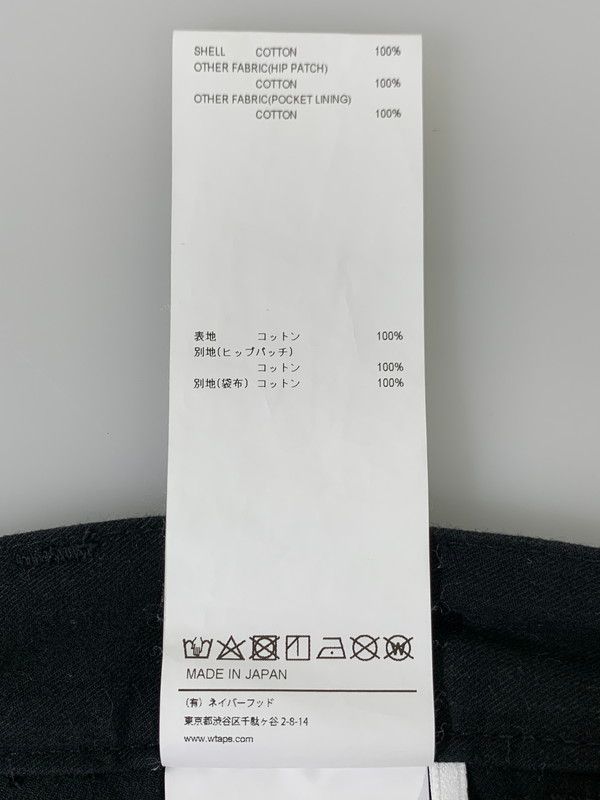 SHELL COTTON 100%
OTHER FABRIC(HIP PATCH)
COTTON 100%
OTHER FABRIC(POCKET LINING)
COTTON 100%
表地 コットン 100%
別地(ヒップパッチ)
コットン 100%
別地(袋布) コットン 100%
MADE IN JAPAN
(有) ネイバーフッド
東京都渋谷区千駄ヶ谷 2-8-14
www.wtaps.com